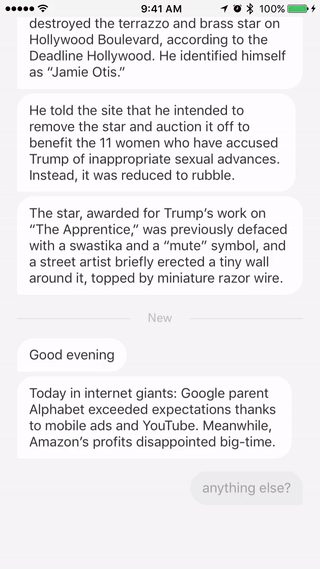 9:41 AM 100%
destroyed the terrazzo and brass star on
Hollywood Boulevard, according to the
Deadline Hollywood. He identified himself
as “Jamie Otis.”
He told the site that he intended to
remove the star and auction it off to
benefit the 11 women who have accused
Trump of inappropriate sexual advances.
Instead, it was reduced to rubble.
The star, awarded for Trump’s work on
“The Apprentice,” was previously defaced
with a swastika and a “mute” symbol, and
a street artist briefly erected a tiny wall
around it, topped by miniature razor wire.
New
Good evening
Today in internet giants: Google parent
Alphabet exceeded expectations thanks
to mobile ads and YouTube. Meanwhile,
Amazon’s profits disappointed big-time.
anything else?